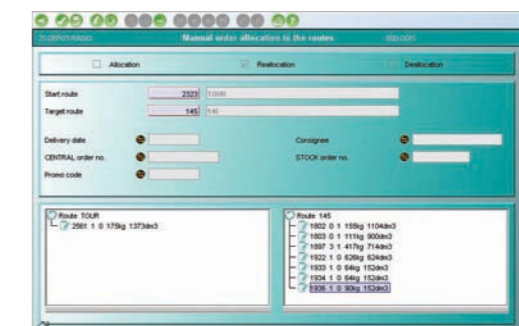 Manual order allocation to the routes
Allocation Reallocation Deallocation
Start route 2323 TOUR
Target route 145 145
Delivery date Consignee
CENTRAL order no. STOCK order no.
Promo code
Route TOUR
2561 1 0 175kg 1373dm3
Route 145
1802 0 1 155kg 1104dm3
1803 0 1 111kg 900dm3
1897 3 1 417kg 714dm3
1922 1 0 626kg 624dm3
1933 1 0 64kg 152dm3
1934 1 0 64kg 152dm3
1936 1 0 90kg 152dm3